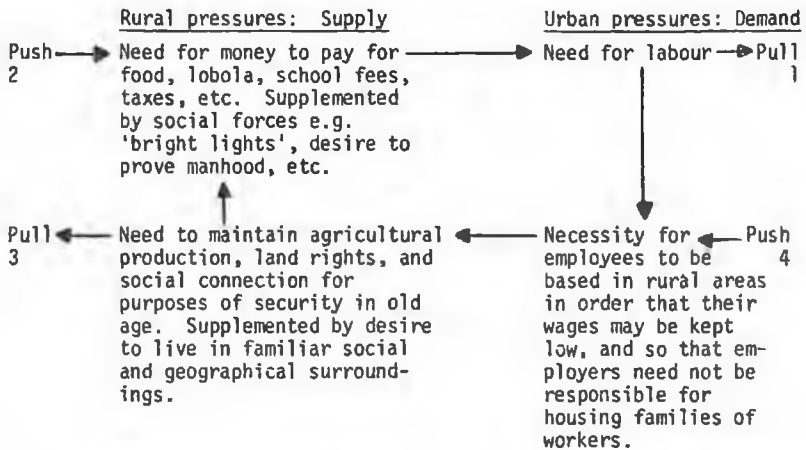 Rural pressures: Supply
Urban pressures: Demand
Push
2
Need for money to pay for
food, lobola, school fees,
taxes, etc. Supplemented
by social forces e.g.
'bright lights', desire to
prove manhood, etc.
Need for labour
Pull
1
Pull
3
Need to maintain agricultural
production, land rights, and
social connection for
purposes of security in old
age. Supplemented by desire
to live in familiar social
and geographical surround-
ings.
Necessity for
employees to be
based in rural areas
in order that their
wages may be kept
low, and so that em-
ployers need not be
responsible for
housing families of
workers.
Push
4